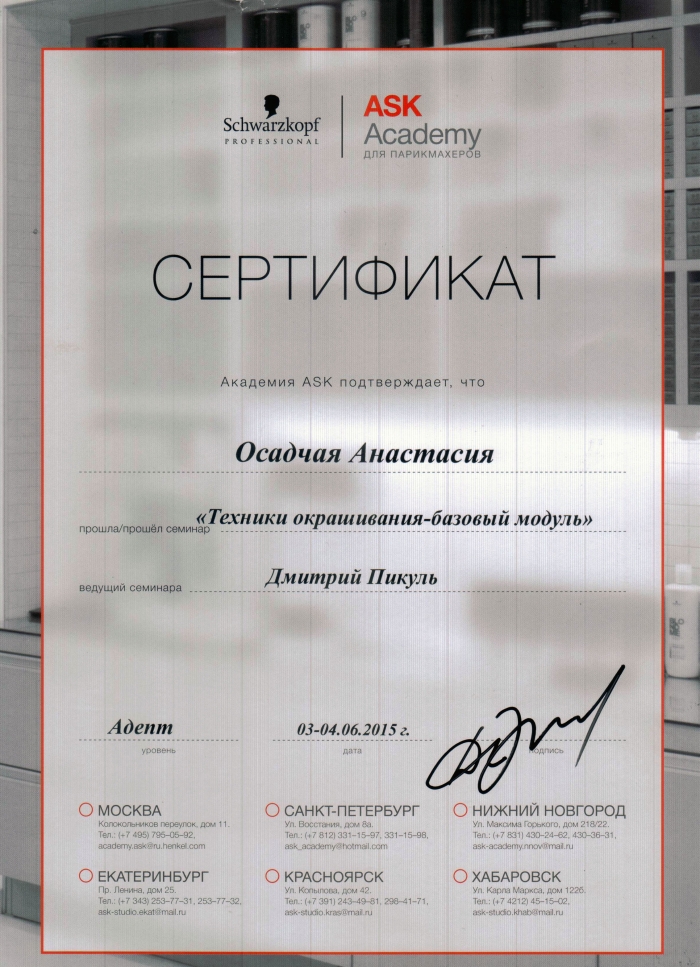 Schwarzkopf
PROFESSIONAL
ASK
Academy
ДЛЯ ПАРИКМАХЕРОВ
СЕРТИФИКАТ
Академия ASK подтверждает, что
Осадчая Анастасия
прошла/прошёл семинар «Техники окрашивания-базовый модуль»
ведущий семинара Дмитрий Пикуль
Адепт 03-04.06.2015 г.
уровень дата подпись
МОСКВА
Колокольников переулок, дом 11.
Тел.: (+7 495) 795-05-92,
academy.ask@ru.henkel.com
САНКТ-ПЕТЕРБУРГ
Ул. Восстания, дом 8а.
Тел.: (+7 812) 331-15-97, 331-15-98,
ask_academy@hotmail.com
НИЖНИЙ НОВГОРОД
Ул. Максима Горького, дом 218/22.
Тел.: (+7 831) 430-24-62, 430-36-31,
ask-academy.nnov@mail.ru
ЕКАТЕРИНБУРГ
Пр. Ленина, дом 25.
Тел.: (+7 343) 253-77-31, 253-77-32,
ask-studio.ekat@mail.ru
КРАСНОЯРСК
Ул. Копылова, дом 42.
Тел.: (+7 391) 243-49-81, 298-41-71,
ask-studio.kras@mail.ru
ХАБАРОВСК
Ул. Карла Маркса, дом 122б.
Тел.: (+7 4212) 45-15-02,
ask-studio.khab@mail.ru